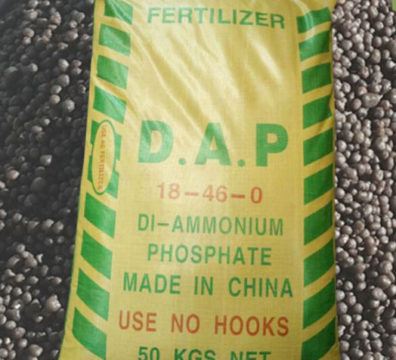 FERTILIZER
D.A.P
18-46-0
DI-AMMONIUM
PHOSPHATE
MADE IN CHINA
USE NO HOOKS
50 KGS NET